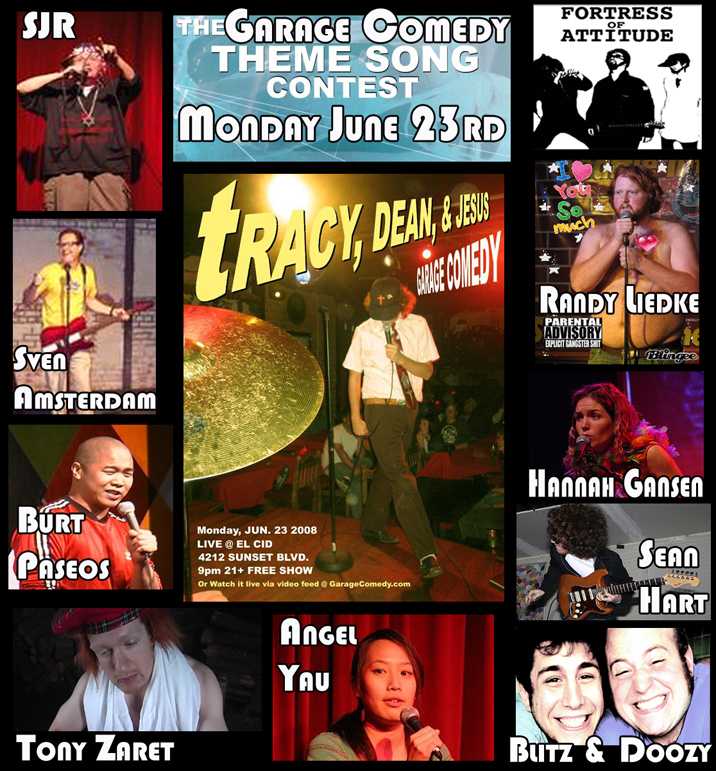 SJR
THE GARAGE COMEDY
THEME SONG
CONTEST
MONDAY JUNE 23RD
FORTRESS
OF
ATTITUDE
TRACY, DEAN, & JESUS
GARAGE COMEDY
I
You
So
much
RANDY LIEDKE
PARENTAL
ADVISORY
EXPLICIT GANGSTER SHIT
Blingee
SVEN
AMSTERDAM
HANNAH GANSEN
BURT
PASEOS
Monday, JUN. 23 2008
LIVE @ EL CID
4212 SUNSET BLVD.
9pm 21+ FREE SHOW
Or Watch it live via video feed @ GarageComedy.com
SEAN
HART
TONY ZARET
ANGEL
YAU
BLITZ & DOOZY